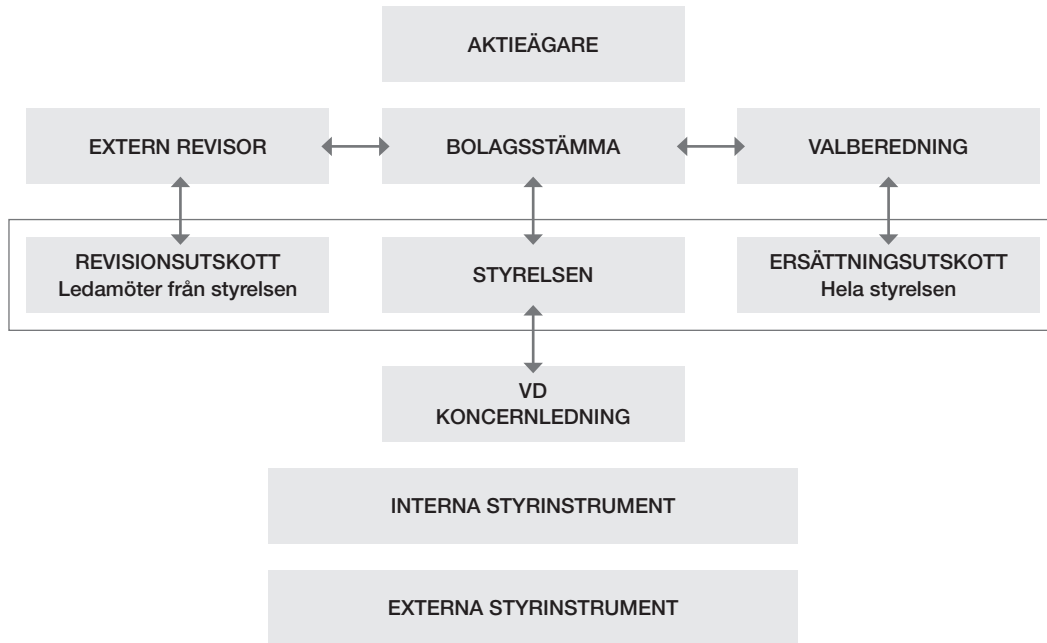 AKTIEÄGARE
EXTERN REVISOR
BOLAGSSTÄMMA
VALBEREDNING
REVISIONSUTSKOTT
Ledamöter från styrelsen
STYRELSEN
ERSÄTTNINGSUTSKOTT
Hela styrelsen
VD
KONCERNLEDNING
INTERNA STYRINSTRUMENT
EXTERNA STYRINSTRUMENT